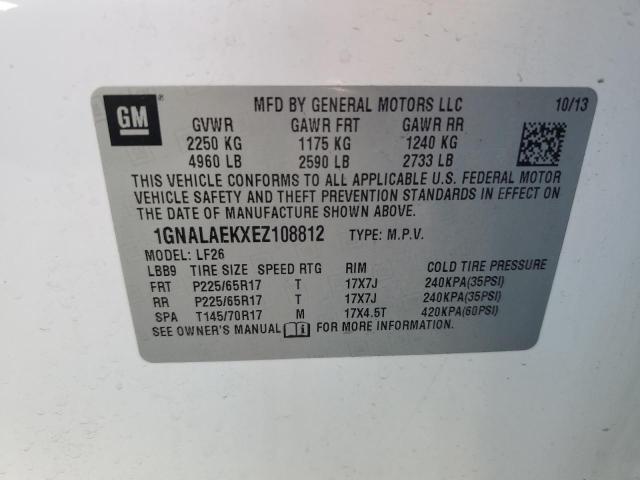 GM
MFD BY GENERAL MOTORS LLC 10/13
GVWR GAWR FRT GAWR RR
2250 KG 1175 KG 1240 KG
4960 LB 2590 LB 2733 LB
THIS VEHICLE CONFORMS TO ALL APPLICABLE U.S. FEDERAL MOTOR
VEHICLE SAFETY AND THEFT PREVENTION STANDARDS IN EFFECT ON
THE DATE OF MANUFACTURE SHOWN ABOVE.
1GNALAEKXEZ108812 TYPE: M.P.V.
MODEL: LF26
LBB9 TIRE SIZE SPEED RTG RIM COLD TIRE PRESSURE
FRT P225/65R17 T 17X7J 240KPA(35PSI)
RR P225/65R17 T 17X7J 240KPA(35PSI)
SPA T145/70R17 M 17X4.5T 420KPA(60PSI)
SEE OWNER'S MANUAL FOR MORE INFORMATION.